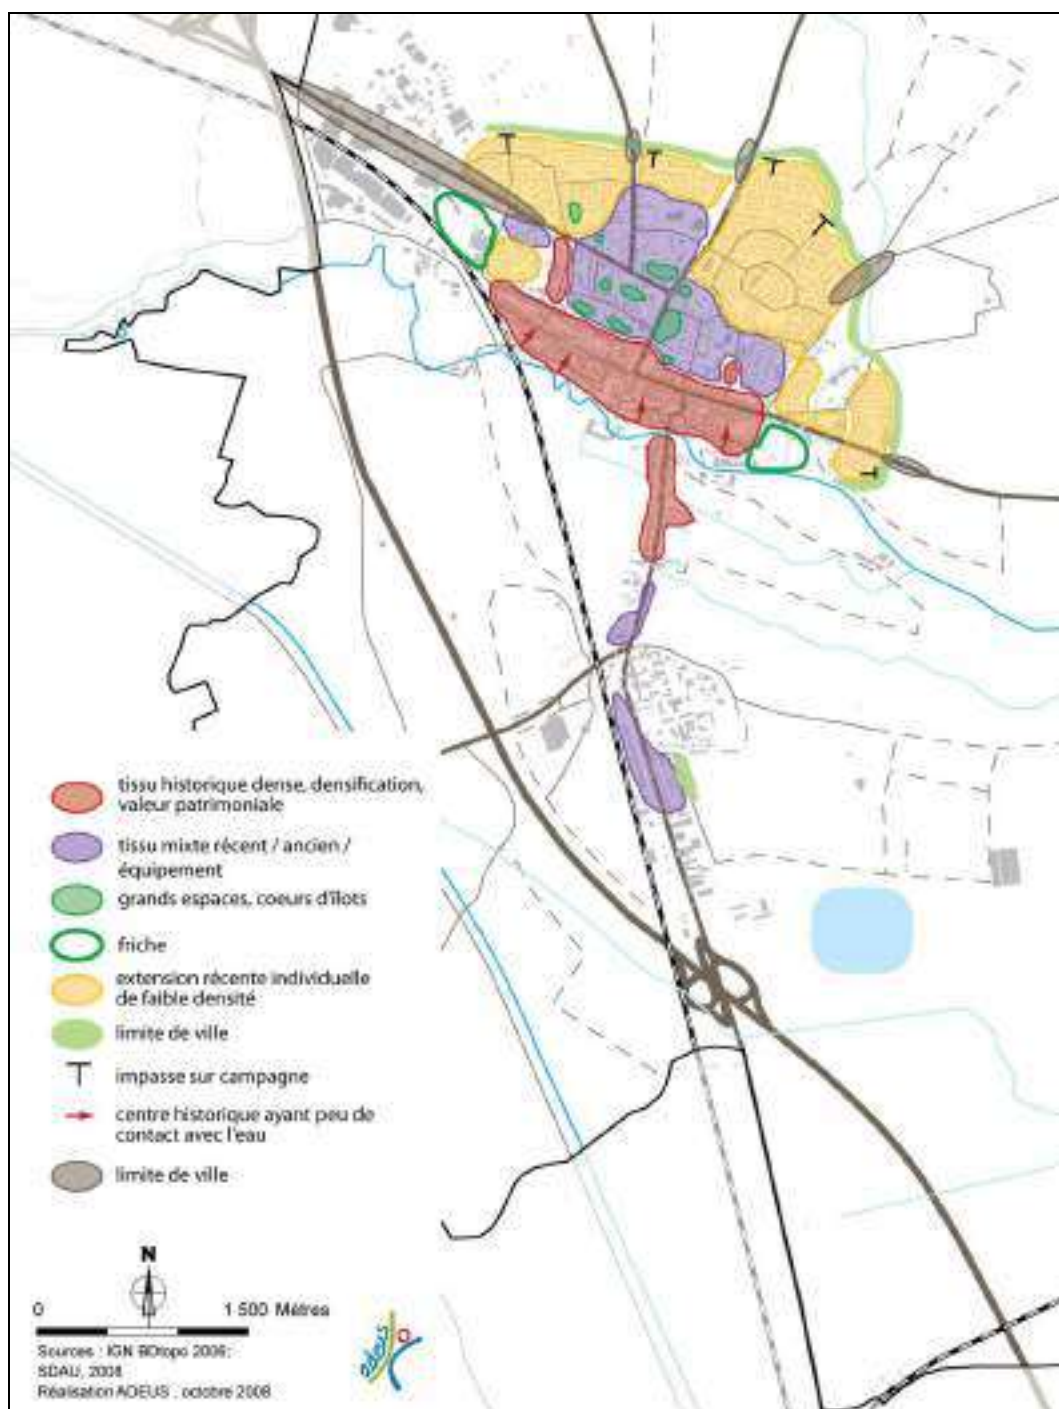 tissu historique dense, densification,
valeur patrimoniale
tissu mixte récent / ancien /
équipement
grands espaces, coeurs d'îlots
friche
extension récente individuelle
de faible densité
limite de ville
impasse sur campagne
centre historique ayant peu de
contact avec l'eau
limite de ville
N
0 1 500 Mètres
Sources : IGN BDtopo 2006;
SDAU, 2008
Réalisation ADEUS . octobre 2008
adeus